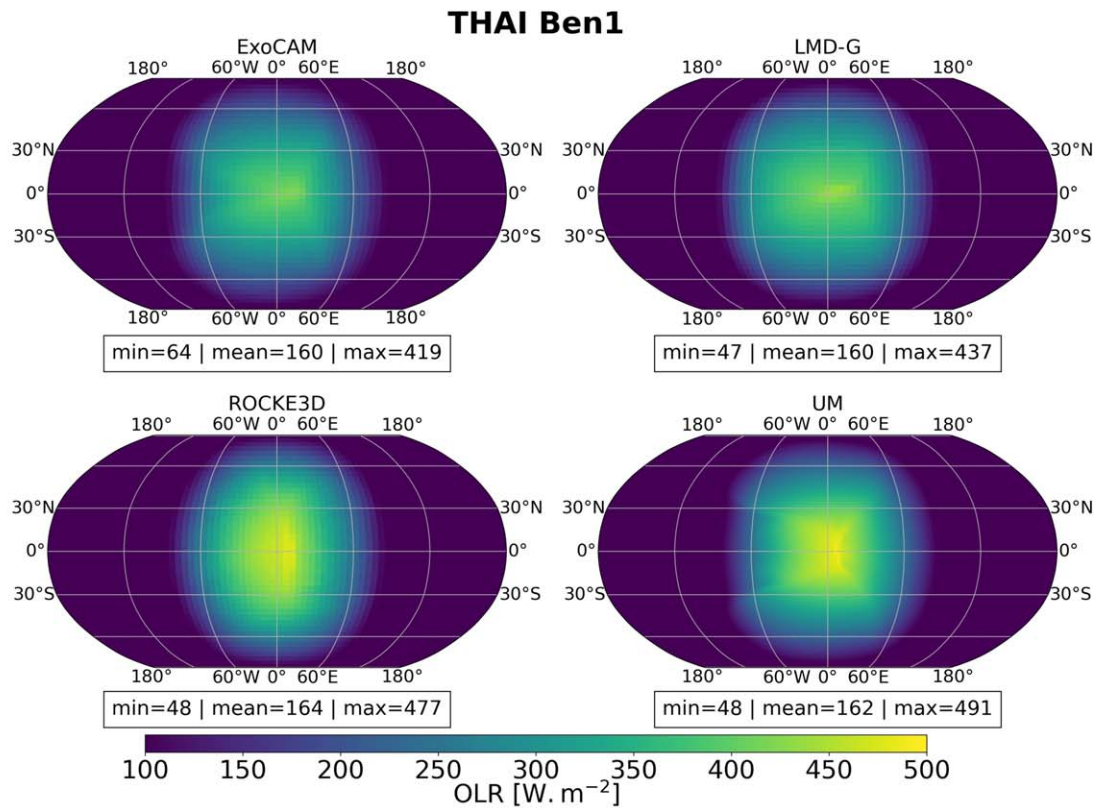 THAI Ben1
ExoCAM LMD-G
180° 60°W 0° 60°E 180° 180° 60°W 0° 60°E 180°
30°N 30°N 30°N 30°N
0° 0° 0° 0°
30°S 30°S 30°S 30°S
180° 60°W 0° 60°E 180° 180° 60°W 0° 60°E 180°
min=64 | mean=160 | max=419 min=47 | mean=160 | max=437
ROCKE3D UM
180° 60°W 0° 60°E 180° 180° 60°W 0° 60°E 180°
30°N 30°N 30°N 30°N
0° 0° 0° 0°
30°S 30°S 30°S 30°S
180° 60°W 0° 60°E 180° 180° 60°W 0° 60°E 180°
min=48 | mean=164 | max=477 min=48 | mean=162 | max=491
100 150 200 250 300 350 400 450 500
OLR [W. m⁻²]